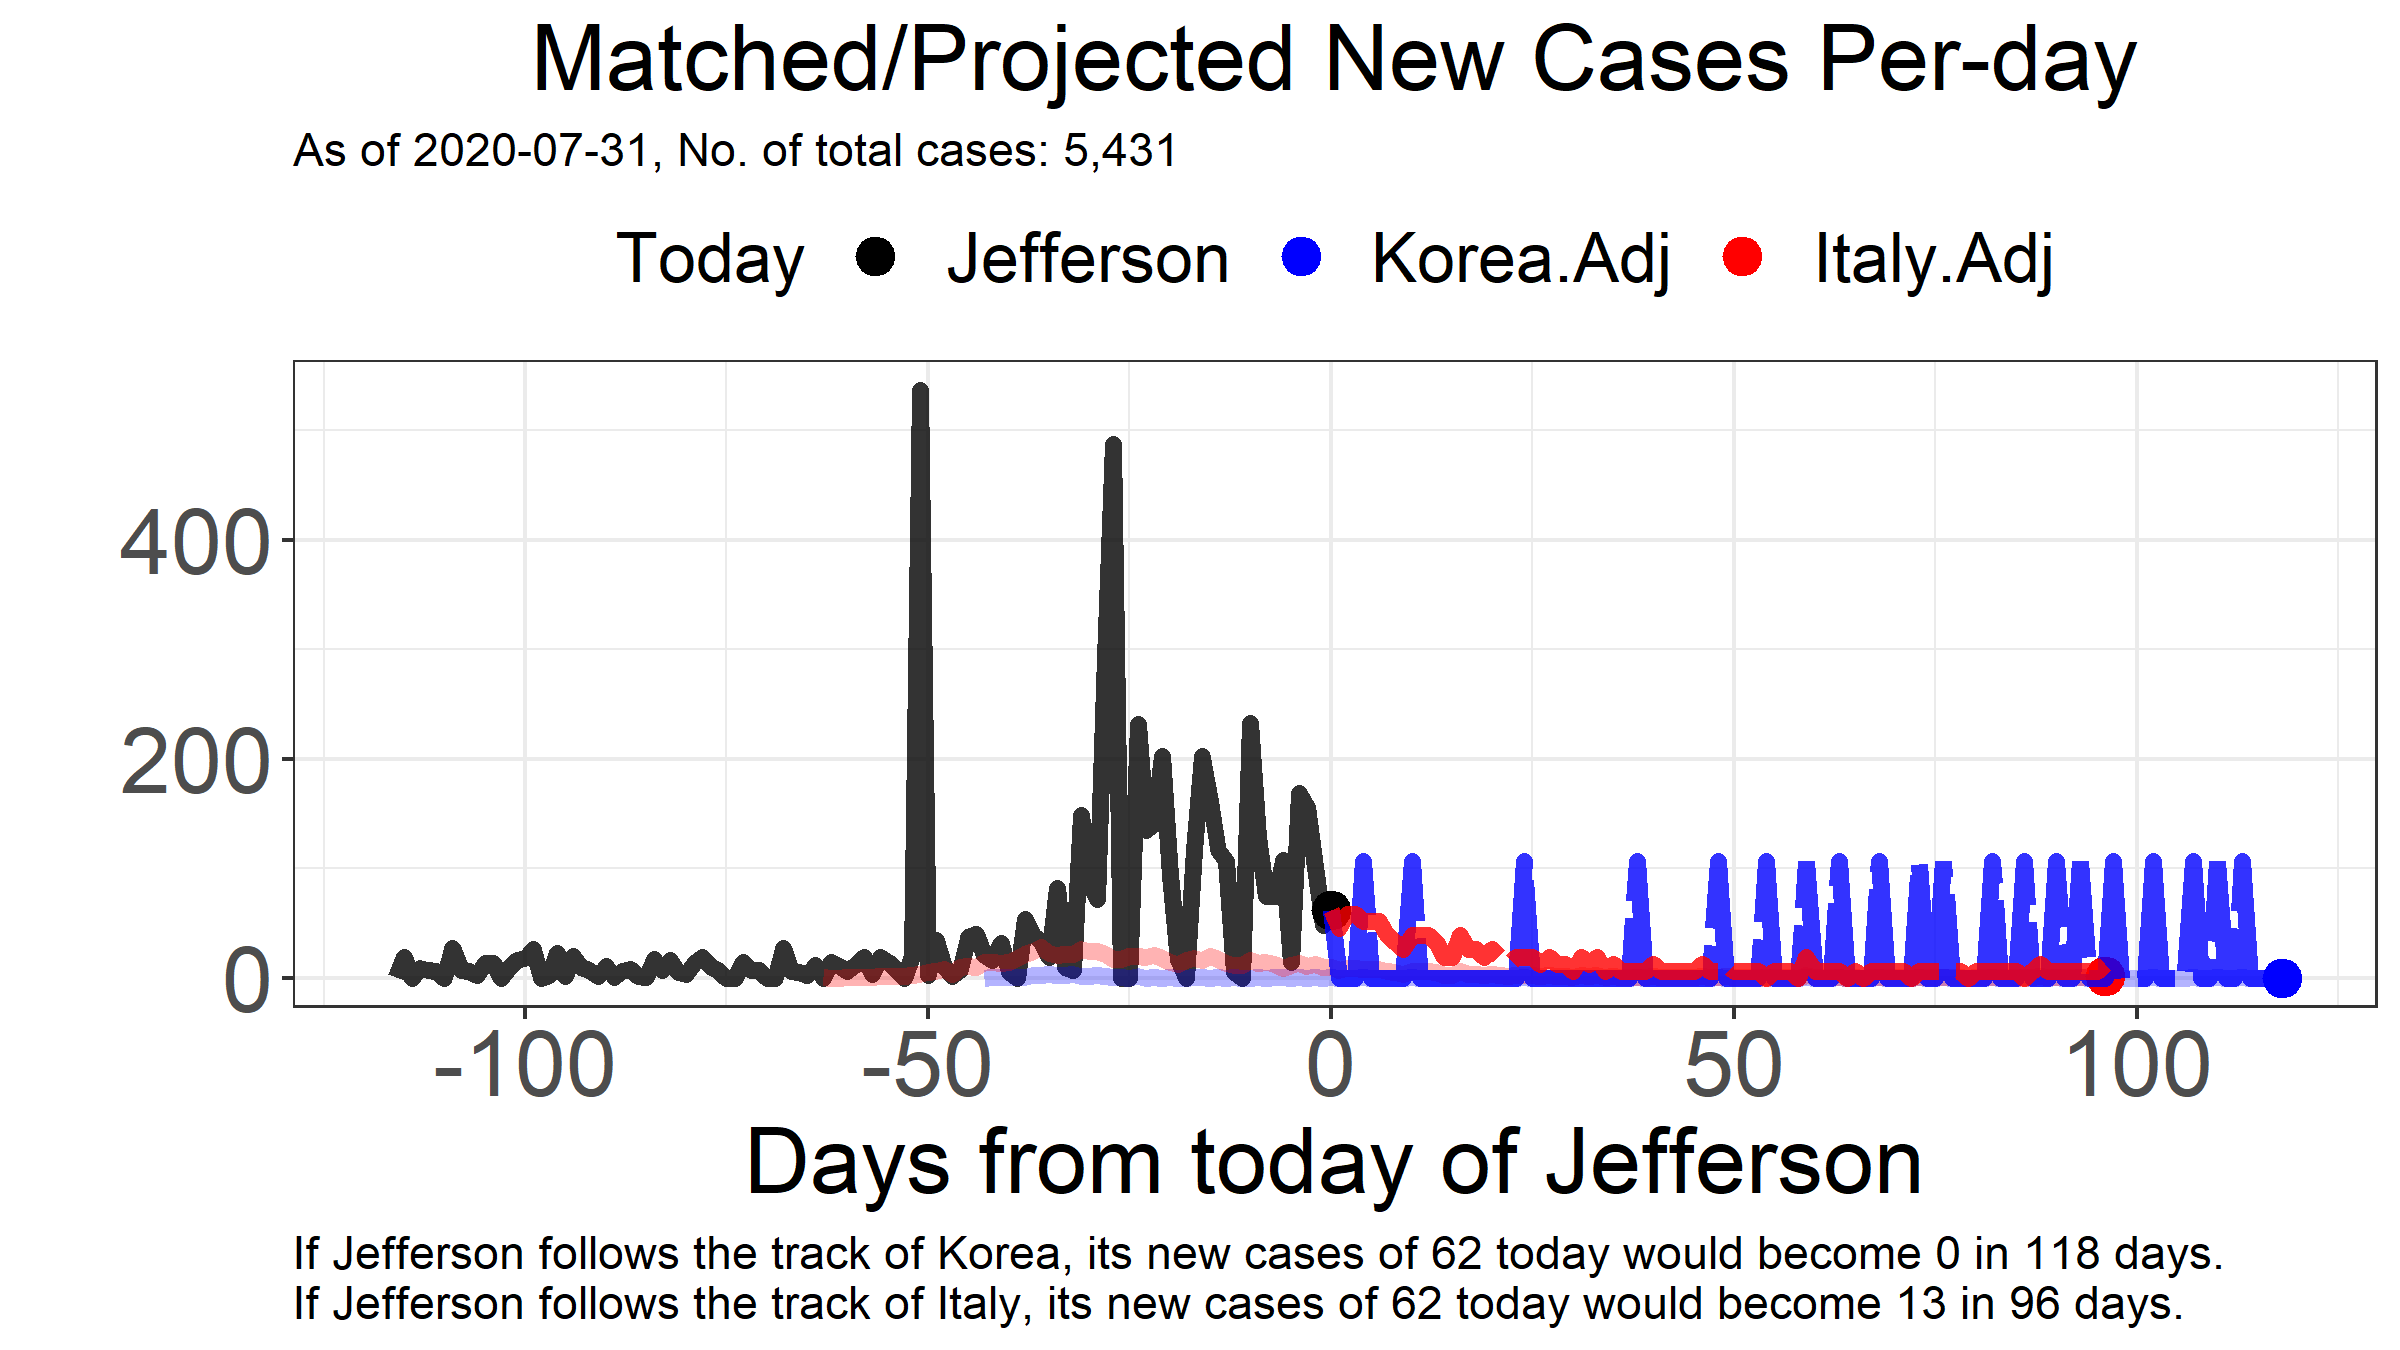 Matched/Projected New Cases Per-day
As of 2020-07-31, No. of total cases: 5,431
Today Jefferson Korea.Adj Italy.Adj
400
200
0
-100 -50 0 50 100
Days from today of Jefferson
If Jefferson follows the track of Korea, its new cases of 62 today would become 0 in 118 days.
If Jefferson follows the track of Italy, its new cases of 62 today would become 13 in 96 days.